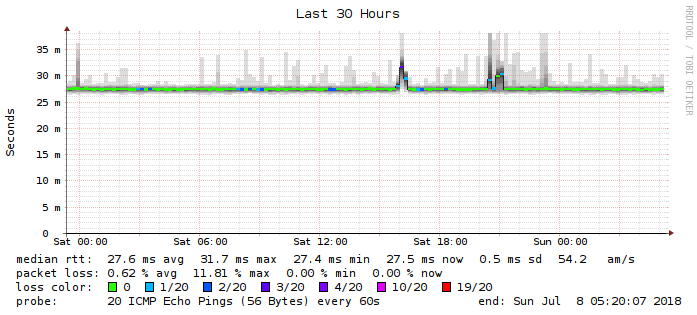 Last 30 Hours
RRDTOOL / TOBI OETIKER
Seconds
35 m
30 m
25 m
20 m
15 m
10 m
5 m
0
Sat 00:00 Sat 06:00 Sat 12:00 Sat 18:00 Sun 00:00
median rtt: 27.6 ms avg 31.7 ms max 27.4 ms min 27.5 ms now 0.5 ms sd 54.2 am/s
packet loss: 0.62 % avg 11.81 % max 0.00 % min 0.00 % now
loss color: 0 1/20 2/20 3/20 4/20 10/20 19/20
probe: 20 ICMP Echo Pings (56 Bytes) every 60s end: Sun Jul 8 05:20:07 2018